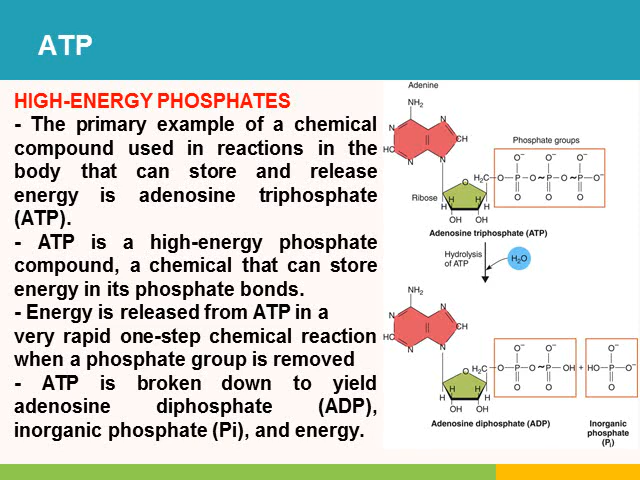 ATP
HIGH-ENERGY PHOSPHATES
- The primary example of a chemical
compound used in reactions in the
body that can store and release
energy is adenosine triphosphate
(ATP).
- ATP is a high-energy phosphate
compound, a chemical that can store
energy in its phosphate bonds.
- Energy is released from ATP in a
very rapid one-step chemical reaction
when a phosphate group is removed
- ATP is broken down to yield
adenosine diphosphate (ADP),
inorganic phosphate (Pi), and energy.
Adenine
NH₂
N N CH
HC N N
Phosphate groups
O⁻ O⁻ O⁻
H₂C—O—P—O~P—O~P—O⁻
O O O
Ribose
O
H H H H
OH OH
Adenosine triphosphate (ATP)
Hydrolysis
of ATP
H₂O
NH₂
N N CH
HC N N
O⁻ O⁻ O⁻
H₂C—O—P—O~P—OH + HO—P—O⁻
O O O
O
H H H H
OH OH
Adenosine diphosphate (ADP)
Inorganic
phosphate
(Pᵢ)